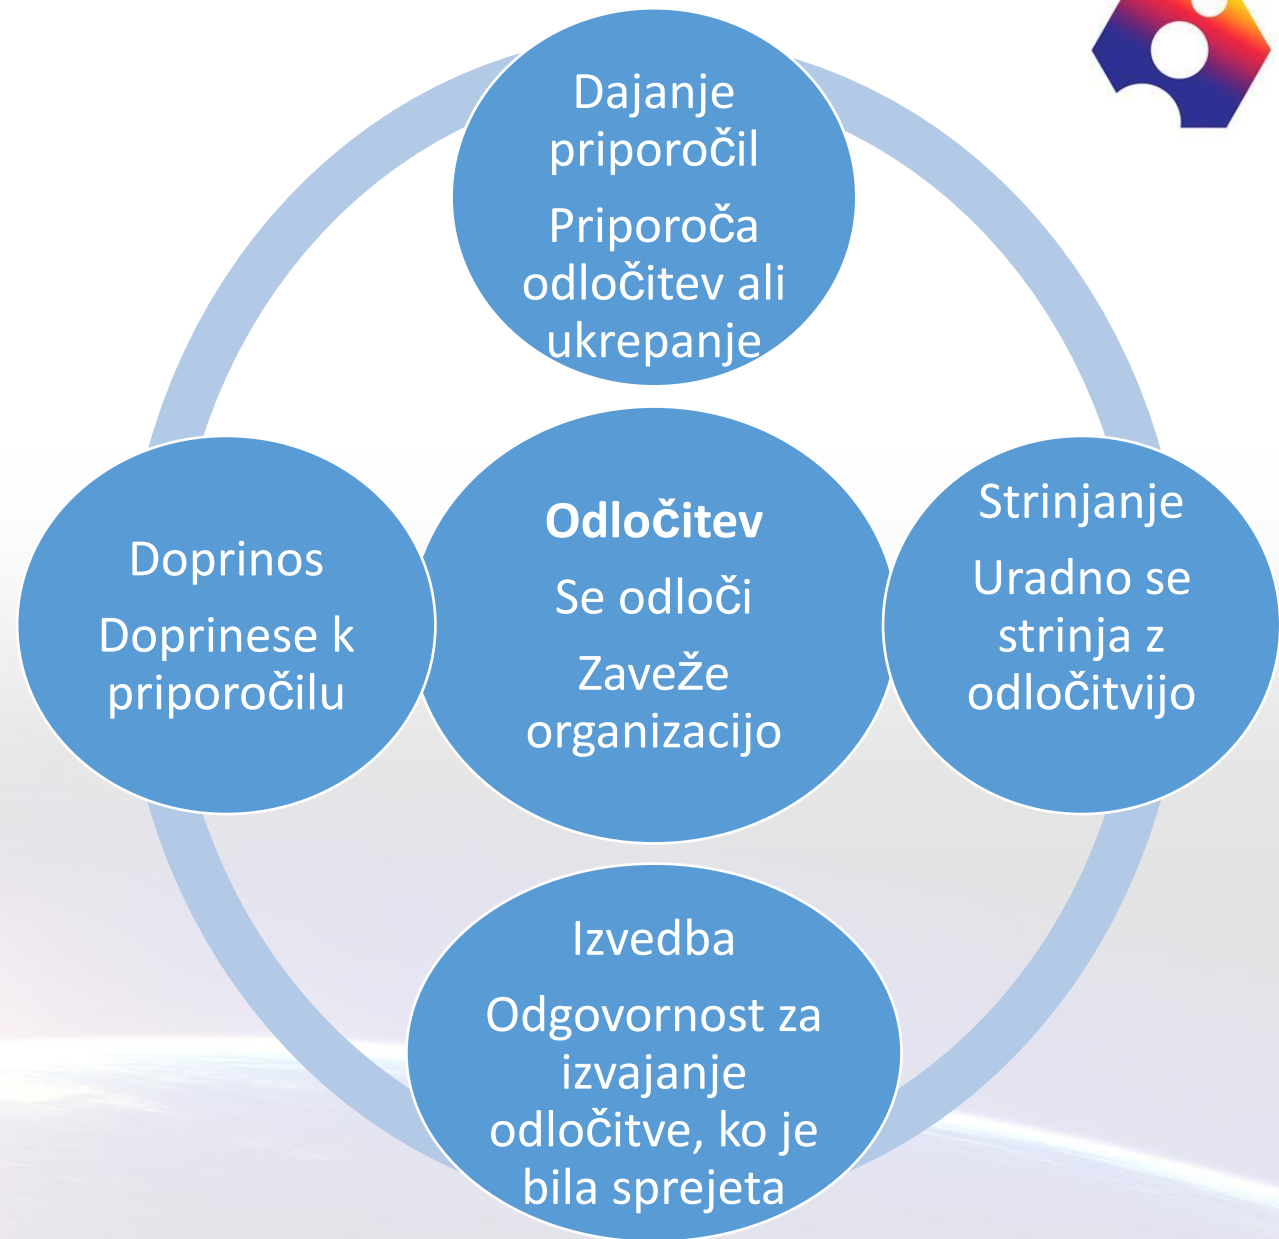 Dajanje
priporočil
Priporoča
odločitev ali
ukrepanje
Doprinos
Doprinese k
priporočilu
Odločitev
Se odloči
Zaveže
organizacijo
Strinjanje
Uradno se
strinja z
odločitvijo
Izvedba
Odgovornost za
izvajanje
odločitve, ko je
bila sprejeta